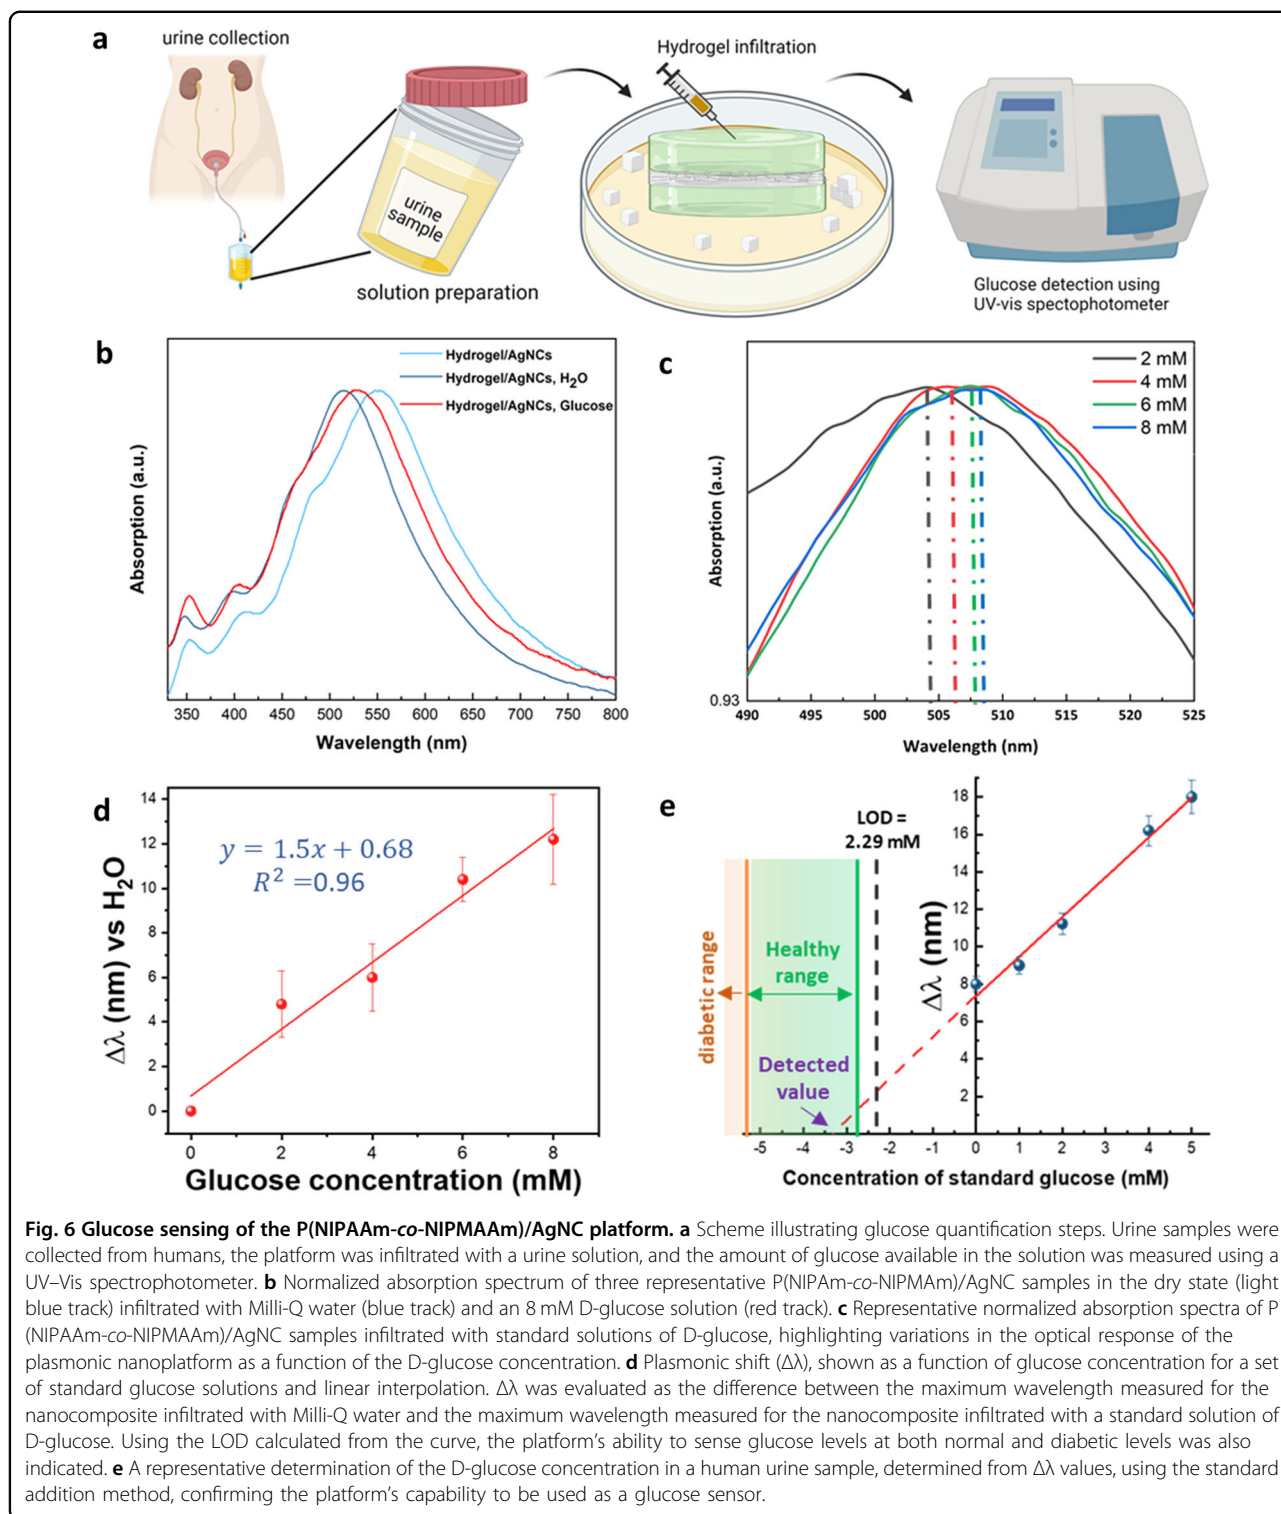 a
urine collection
Hydrogel infiltration
urine
sample
solution preparation
Glucose detection using
UV-vis spectophotometer
b
Hydrogel/AgNCs
Hydrogel/AgNCs, H₂O
Hydrogel/AgNCs, Glucose
Absorption (a.u.)
350 400 450 500 550 600 650 700 750 800
Wavelength (nm)
c
2 mM
4 mM
6 mM
8 mM
Absorption (a.u.)
0.93
490 495 500 505 510 515 520 525
Wavelength (nm)
d
14
12
10
8
6
4
2
0
y = 1.5x + 0.68
R² =0.96
Δλ (nm) vs H₂O
0 2 4 6 8
Glucose concentration (mM)
e
LOD =
2.29 mM
18
16
14
12
10
8
6
4
2
Δλ (nm)
diabetic range
Healthy
range
Detected
value
-5 -4 -3 -2 -1 0 1 2 3 4 5
Concentration of standard glucose (mM)
Fig. 6 Glucose sensing of the P(NIPAAm-co-NIPMAAm)/AgNC platform. a Scheme illustrating glucose quantification steps. Urine samples were
collected from humans, the platform was infiltrated with a urine solution, and the amount of glucose available in the solution was measured using a
UV–Vis spectrophotometer. b Normalized absorption spectrum of three representative P(NIPAm-co-NIPMAm)/AgNC samples in the dry state (light
blue track) infiltrated with Milli-Q water (blue track) and an 8 mM D-glucose solution (red track). c Representative normalized absorption spectra of P
(NIPAAm-co-NIPMAAm)/AgNC samples infiltrated with standard solutions of D-glucose, highlighting variations in the optical response of the
plasmonic nanoplatform as a function of the D-glucose concentration. d Plasmonic shift (Δλ), shown as a function of glucose concentration for a set
of standard glucose solutions and linear interpolation. Δλ was evaluated as the difference between the maximum wavelength measured for the
nanocomposite infiltrated with Milli-Q water and the maximum wavelength measured for the nanocomposite infiltrated with a standard solution of
D-glucose. Using the LOD calculated from the curve, the platform's ability to sense glucose levels at both normal and diabetic levels was also
indicated. e A representative determination of the D-glucose concentration in a human urine sample, determined from Δλ values, using the standard
addition method, confirming the platform's capability to be used as a glucose sensor.